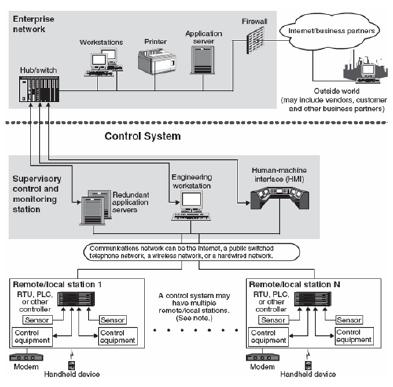 Enterprise
network
Workstations
Printer
Application
server
Firewall
Internet/business partners
Hub/switch
Outside world
(may include vendors, customer
and other business partners)
Control System
Supervisory
control and
monitoring
station
Redundant
application
servers
Engineering
workstation
Human-machine
interface (HMI)
Communications network can be the Internet, a public switched
telephone network, a wireless network, or a hardwired network.
Remote/local station 1
RTU, PLC,
or other
controller
Sensor
Sensor
Control
equipment
Control
equipment
Modem
Handheld device
A control system may
have multiple
remote/local stations.
(See note.)
Remote/local station N
RTU, PLC,
or other
controller
Sensor
Sensor
Control
equipment
Control
equipment
Modem
Handheld device